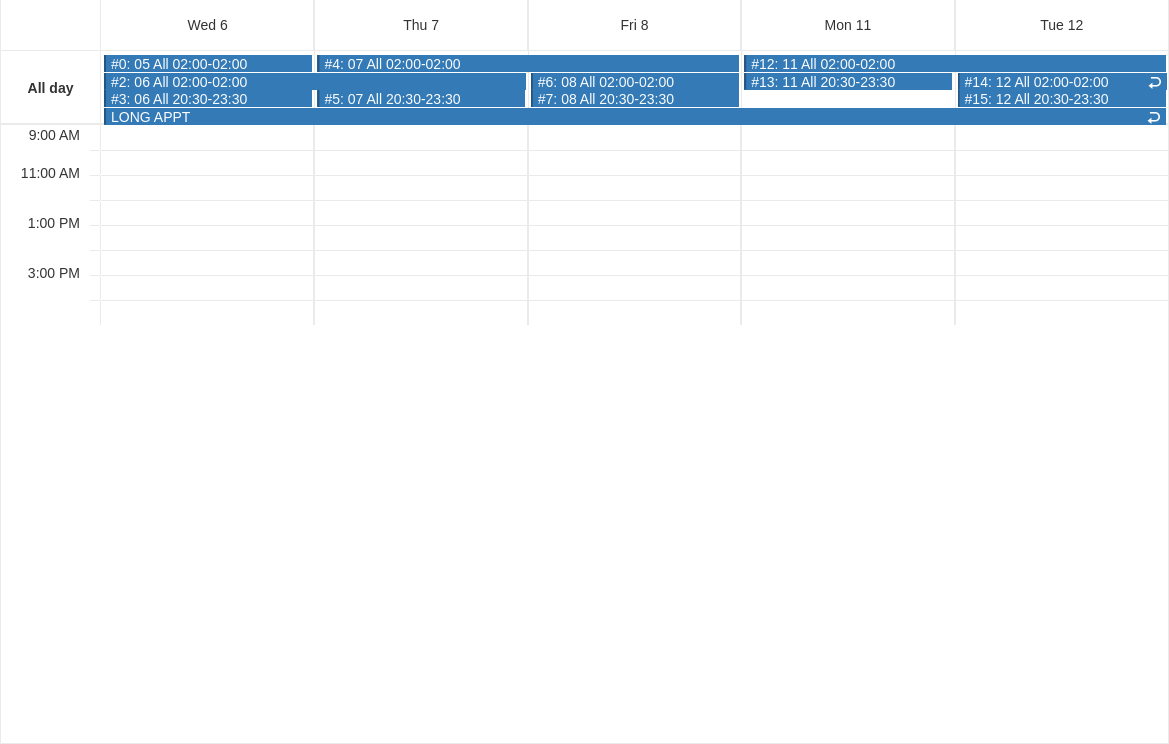 Wed 6 Thu 7 Fri 8 Mon 11 Tue 12
All day
#0: 05 All 02:00-02:00 #4: 07 All 02:00-02:00 #12: 11 All 02:00-02:00
#2: 06 All 02:00-02:00 #6: 08 All 02:00-02:00 #13: 11 All 20:30-23:30 #14: 12 All 02:00-02:00
#3: 06 All 20:30-23:30 #5: 07 All 20:30-23:30 #7: 08 All 20:30-23:30 #15: 12 All 20:30-23:30
LONG APPT
9:00 AM
11:00 AM
1:00 PM
3:00 PM